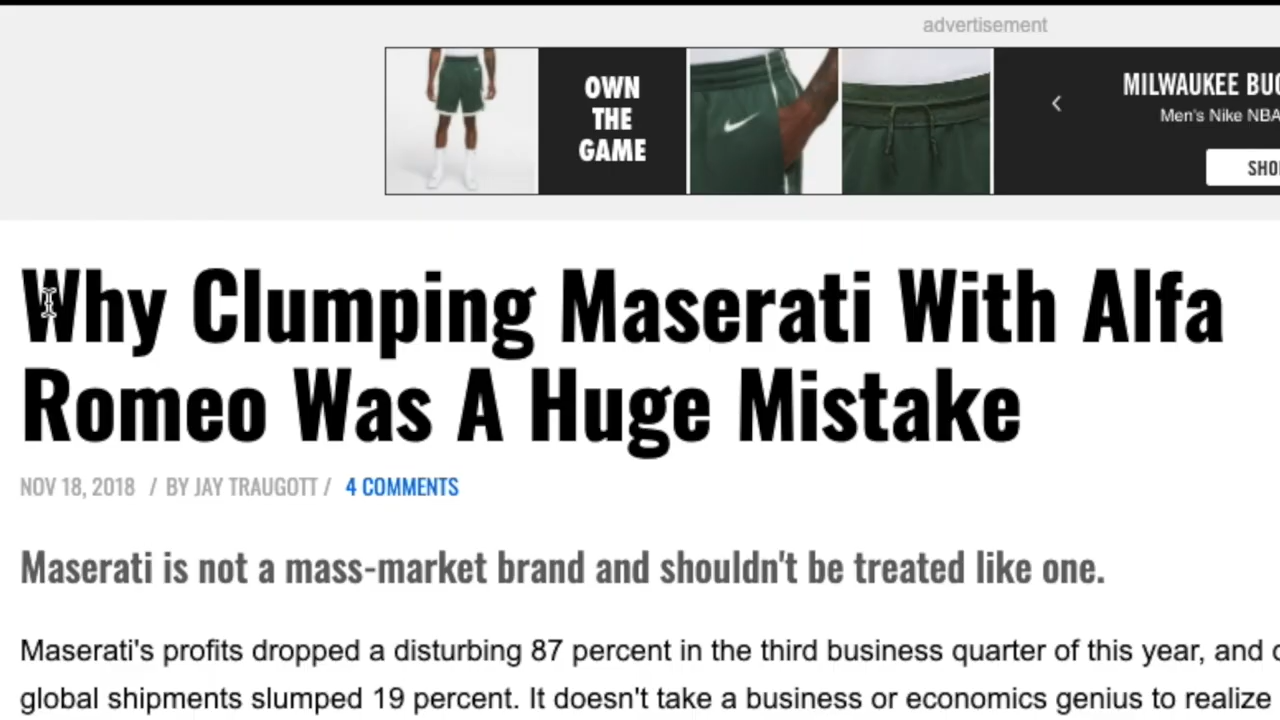 advertisement
OWN
THE
GAME
MILWAUKEE BUC
Men's Nike NBA
SHO
Why Clumping Maserati With Alfa
Romeo Was A Huge Mistake
NOV 18, 2018 / BY JAY TRAUGOTT / 4 COMMENTS
Maserati is not a mass-market brand and shouldn't be treated like one.
Maserati's profits dropped a disturbing 87 percent in the third business quarter of this year, and
global shipments slumped 19 percent. It doesn't take a business or economics genius to realize